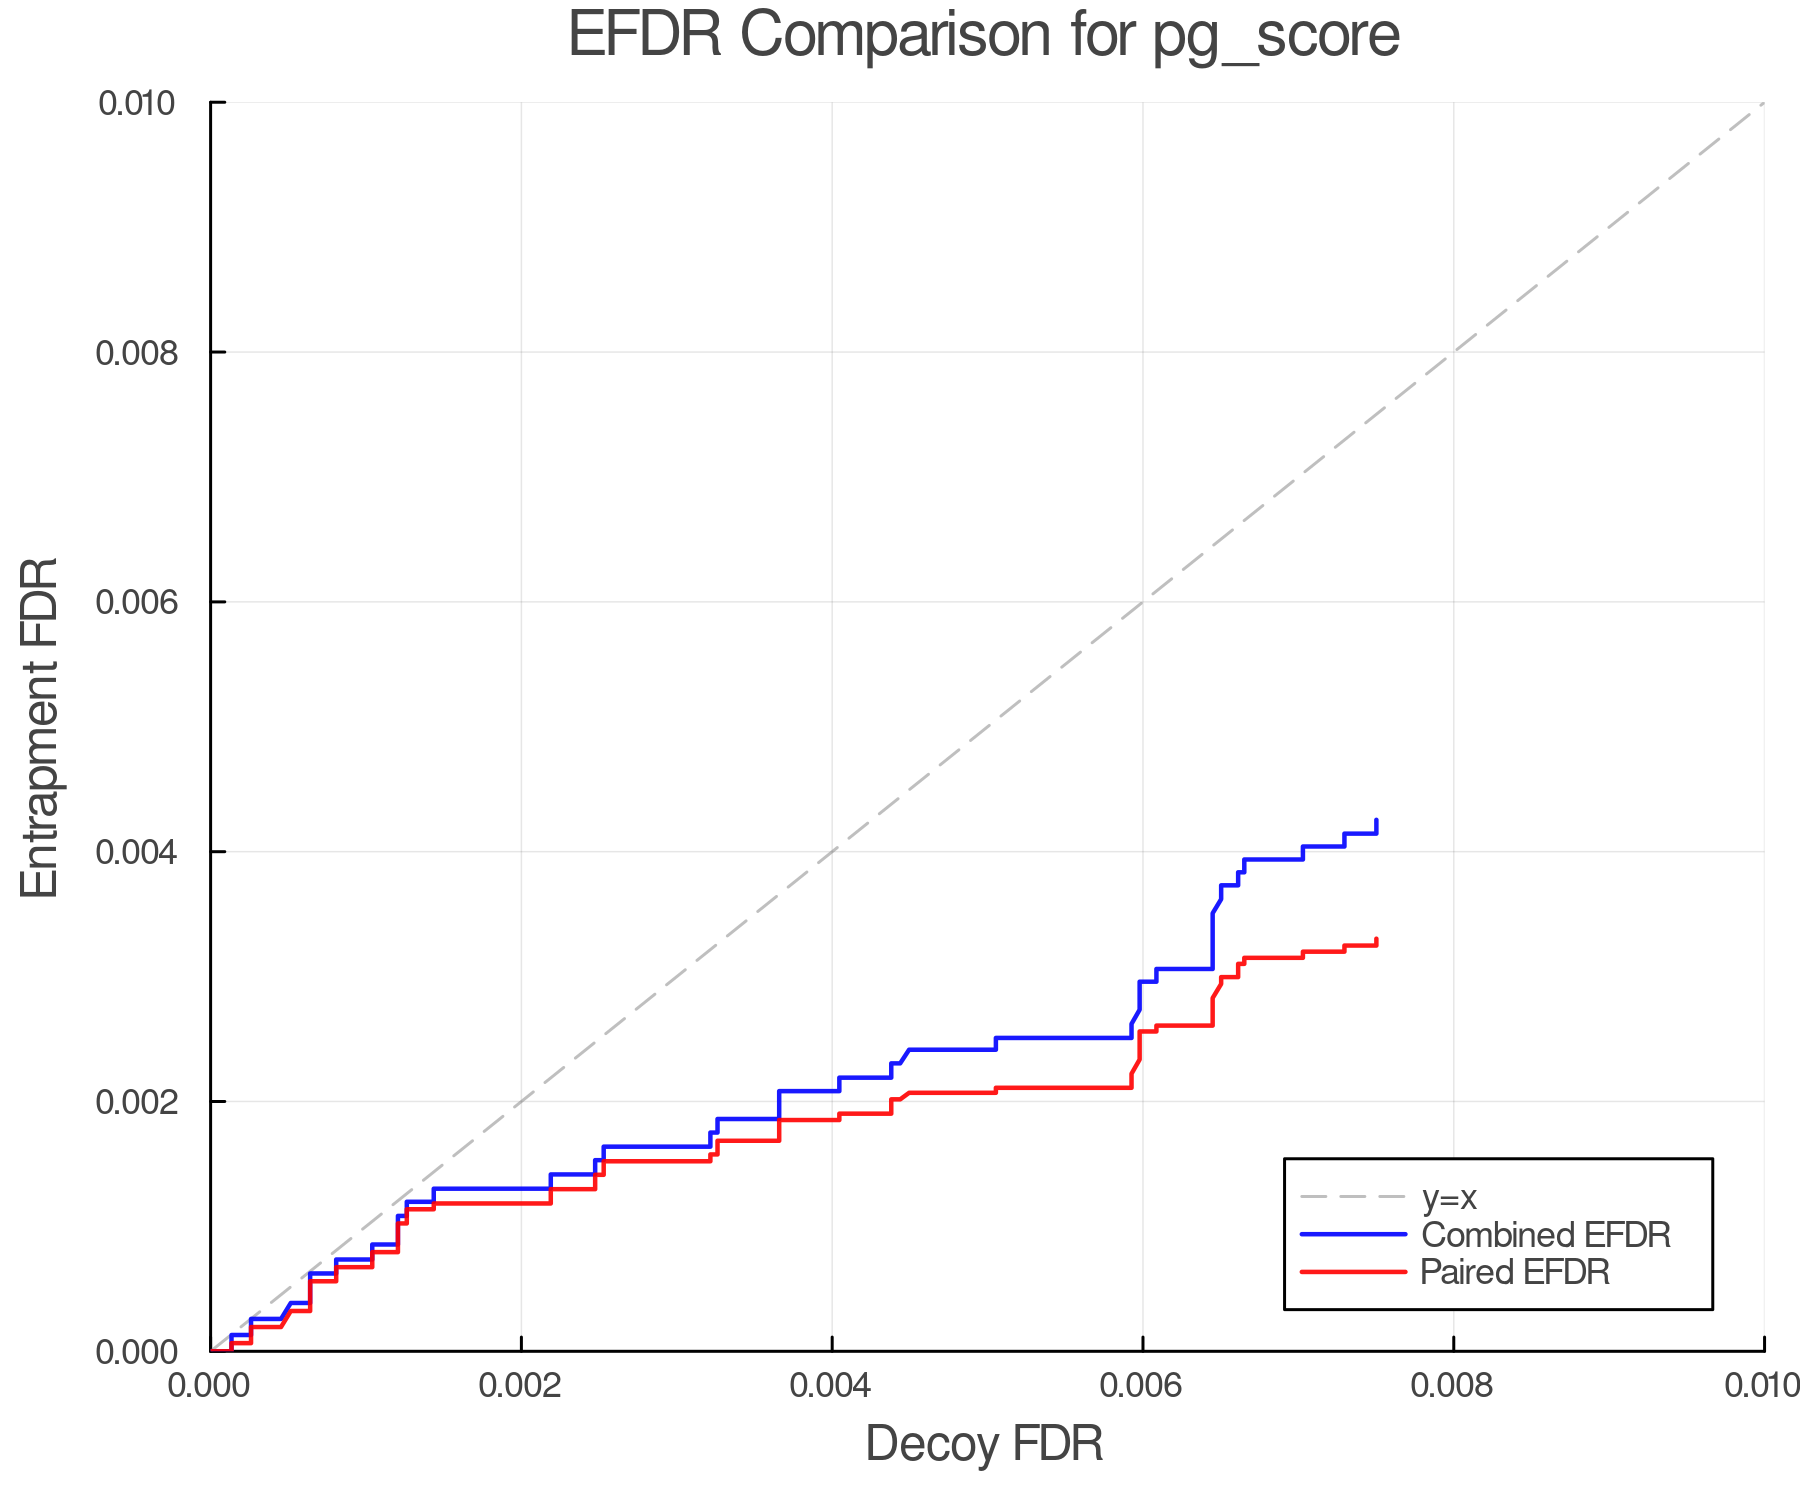 EFDR Comparison for pg_score
0.010
0.008
0.006
0.004
0.002
0.000
Entrapment FDR
0.000 0.002 0.004 0.006 0.008 0.010
Decoy FDR
y=x
Combined EFDR
Paired EFDR